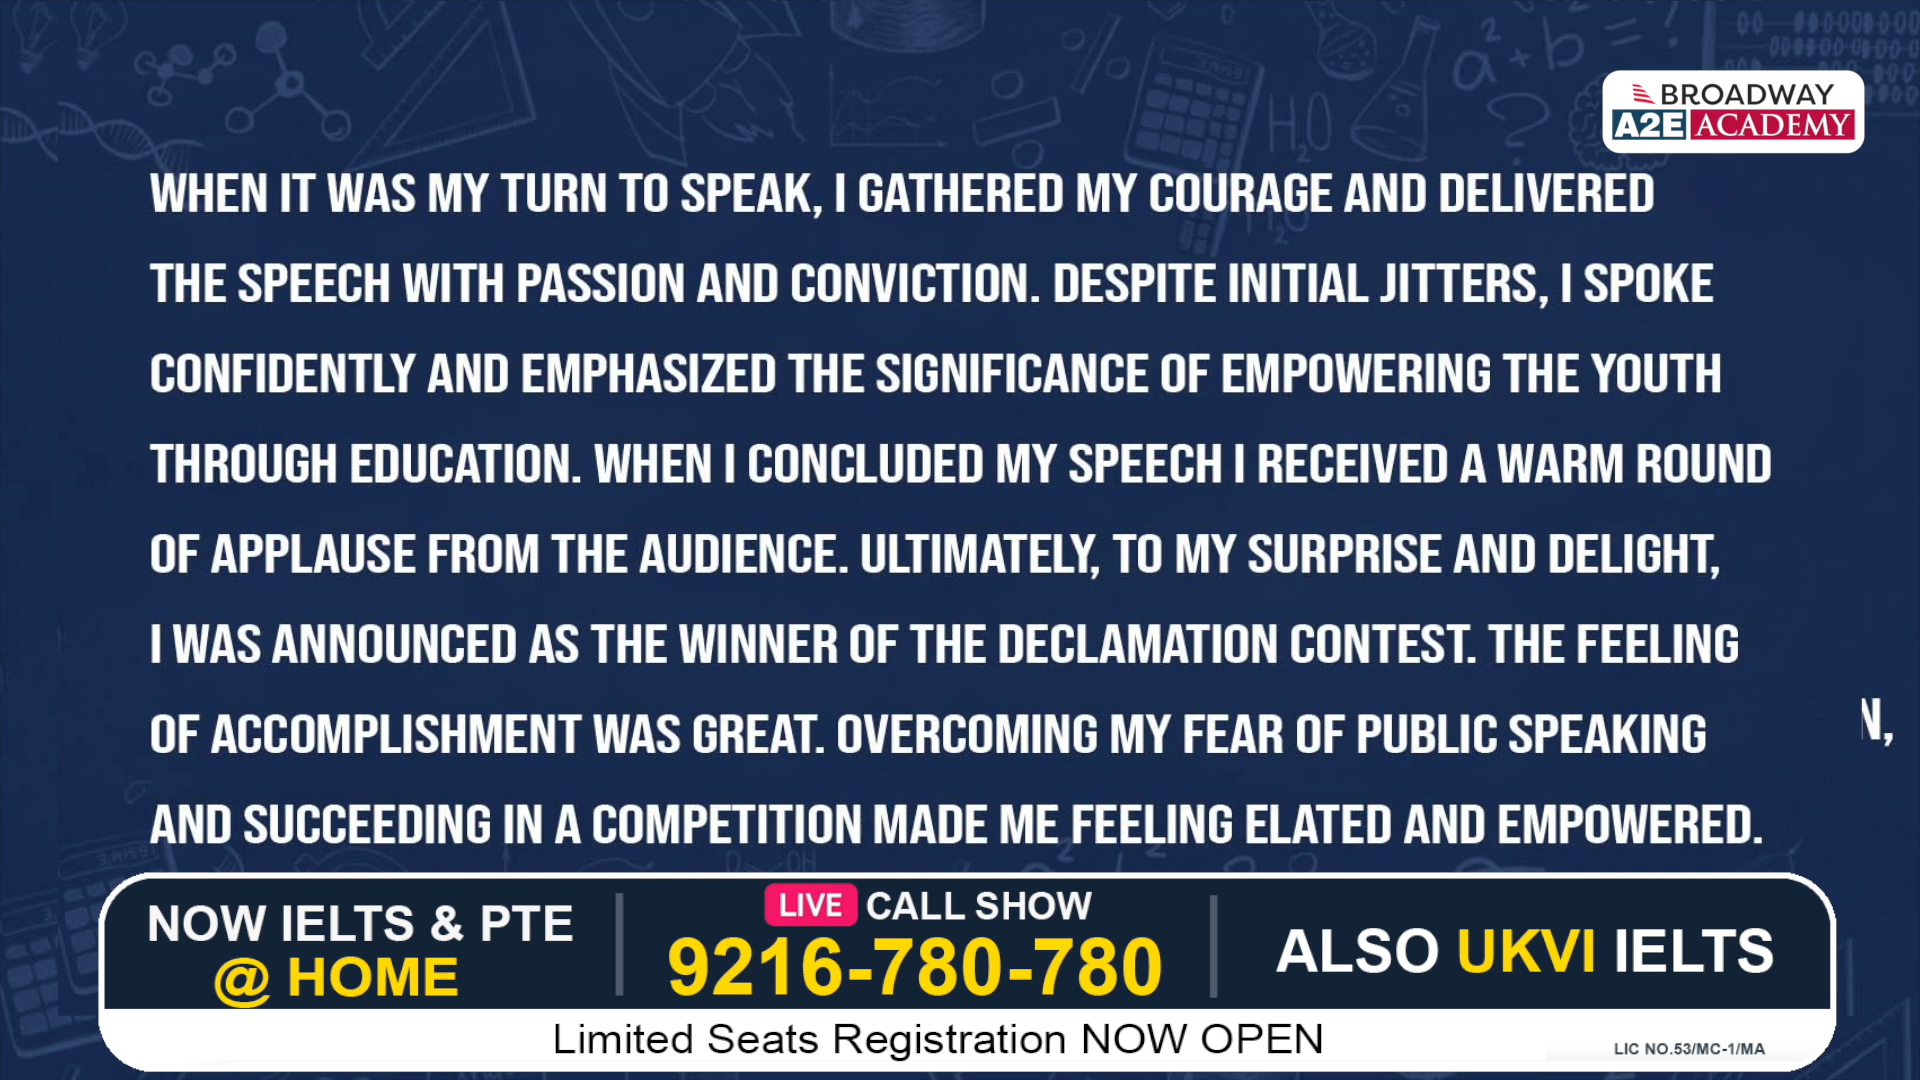 BROADWAY
A2E ACADEMY
WHEN IT WAS MY TURN TO SPEAK, I GATHERED MY COURAGE AND DELIVERED
THE SPEECH WITH PASSION AND CONVICTION. DESPITE INITIAL JITTERS, I SPOKE
CONFIDENTLY AND EMPHASIZED THE SIGNIFICANCE OF EMPOWERING THE YOUTH
THROUGH EDUCATION. WHEN I CONCLUDED MY SPEECH I RECEIVED A WARM ROUND
OF APPLAUSE FROM THE AUDIENCE. ULTIMATELY, TO MY SURPRISE AND DELIGHT,
I WAS ANNOUNCED AS THE WINNER OF THE DECLAMATION CONTEST. THE FEELING
OF ACCOMPLISHMENT WAS GREAT. OVERCOMING MY FEAR OF PUBLIC SPEAKING
N,
AND SUCCEEDING IN A COMPETITION MADE ME FEELING ELATED AND EMPOWERED.
NOW IELTS & PTE
@ HOME
LIVE CALL SHOW
9216-780-780
ALSO UKVI IELTS
Limited Seats Registration NOW OPEN
LIC NO.53/MC-1/MA